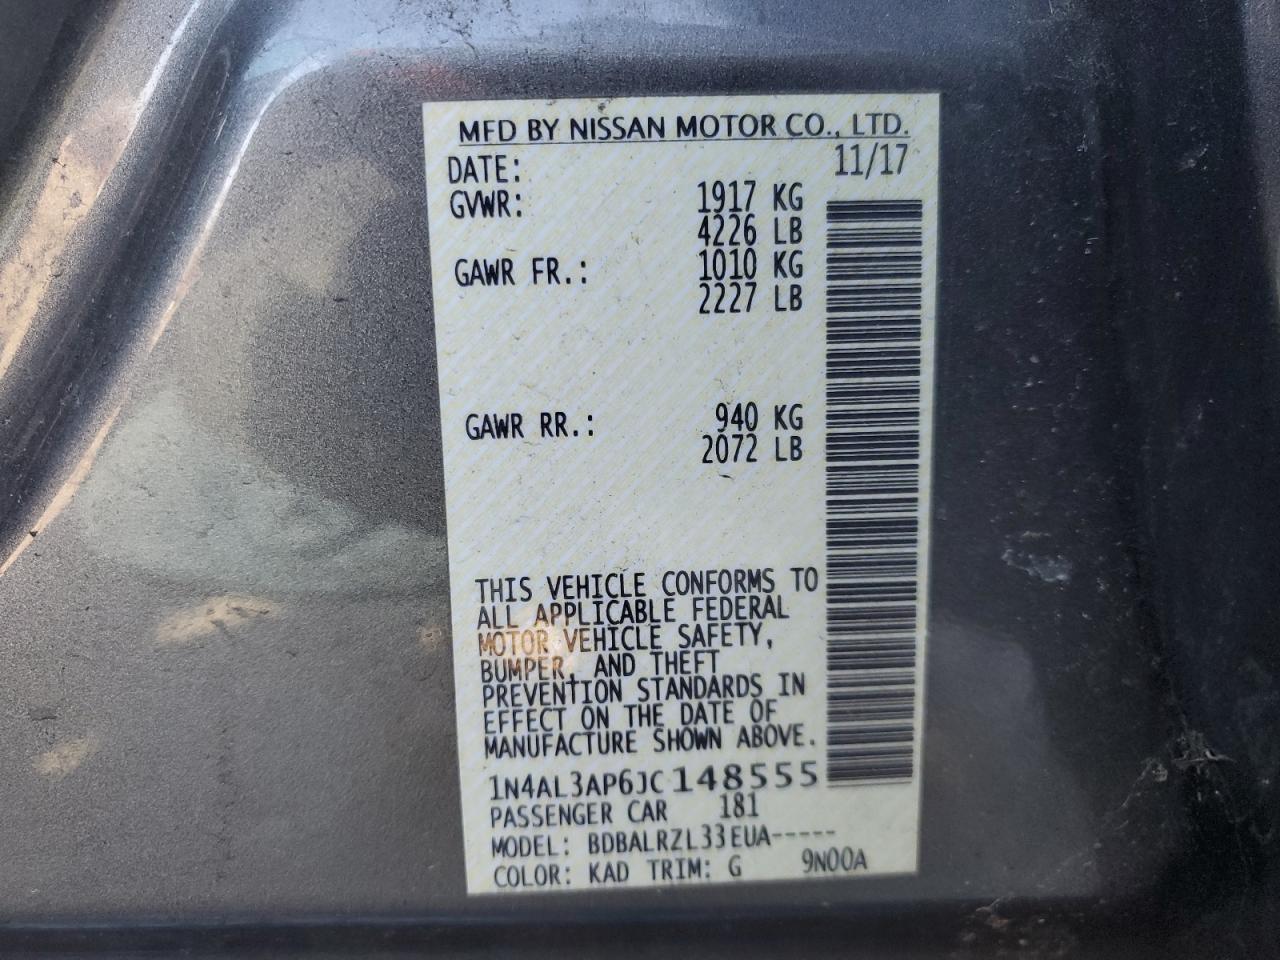 MFD BY NISSAN MOTOR CO., LTD.
DATE: 11/17
GVWR: 1917 KG
4226 LB
GAWR FR.: 1010 KG
2227 LB
GAWR RR.: 940 KG
2072 LB
THIS VEHICLE CONFORMS TO
ALL APPLICABLE FEDERAL
MOTOR VEHICLE SAFETY,
BUMPER, AND THEFT
PREVENTION STANDARDS IN
EFFECT ON THE DATE OF
MANUFACTURE SHOWN ABOVE.
1N4AL3AP6JC148555
PASSENGER CAR 181
MODEL: BDBALRZL33EUA-----
COLOR: KAD TRIM: G 9N00A